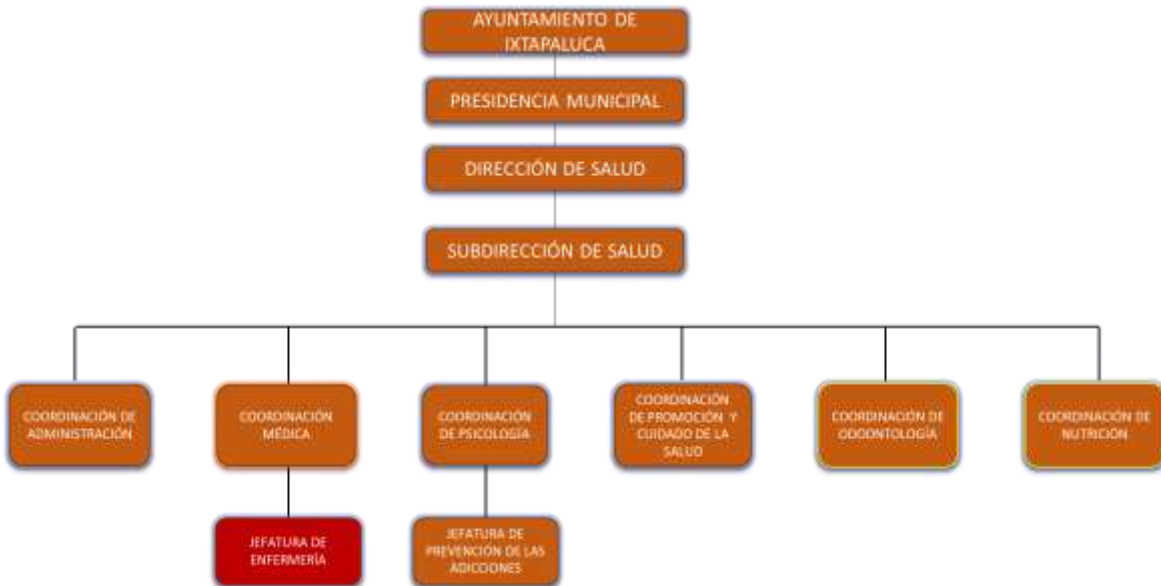 AYUNTAMIENTO DE
IXTAPALUCA
PRESIDENCIA MUNICIPAL
DIRECCIÓN DE SALUD
SUBDIRECCIÓN DE SALUD
COORDINACIÓN DE
ADMINISTRACIÓN
COORDINACIÓN
MÉDICA
COORDINACIÓN
DE PSICOLOGÍA
COORDINACIÓN
DE PROMOCIÓN Y
CUIDADO DE LA
SALUD
COORDINACIÓN DE
ODODONTOLOGÍA
COORDINACIÓN DE
NUTRICIÓN
JEFATURA DE
ENFERMERÍA
JEFATURA DE
PREVENCIÓN DE LAS
ADICCIONES